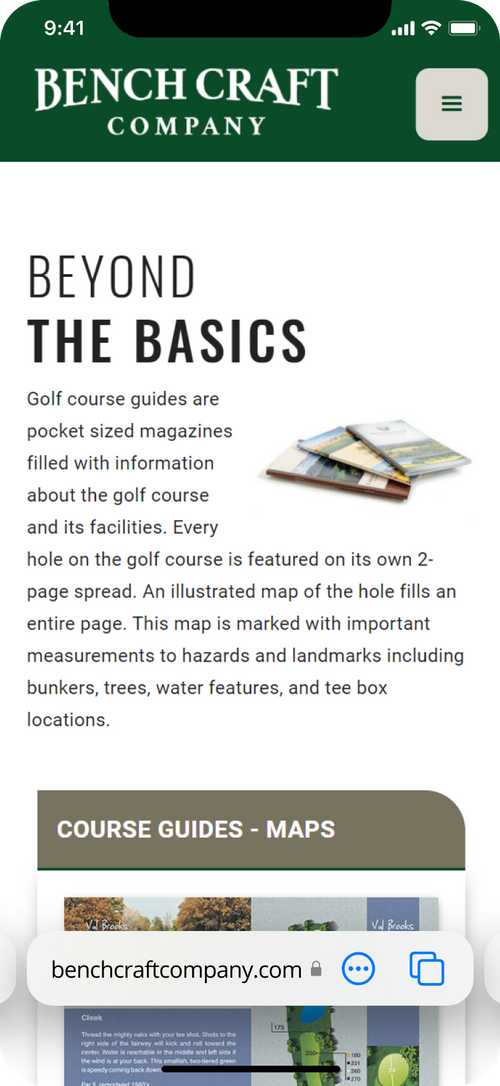 9:41
BENCH CRAFT
COMPANY
BEYOND
THE BASICS
Golf course guides are
pocket sized magazines
filled with information
about the golf course
and its facilities. Every
hole on the golf course is featured on its own 2-
page spread. An illustrated map of the hole fills an
entire page. This map is marked with important
measurements to hazards and landmarks including
bunkers, trees, water features, and tee box
locations.
COURSE GUIDES - MAPS
Val Brooks
Val Brooks
benchcraftcompany.com
Cleek
Thread the mighty oaks with your tee shot. Shots to the
right side of the fairway will kick and roll toward the
center. Water is reachable in the middle and left side if
the wind is at your back. This smallish, two-tiered green
is speedy coming back down.
Par 5, remodeled 1980's
175
200
180
231
260
270